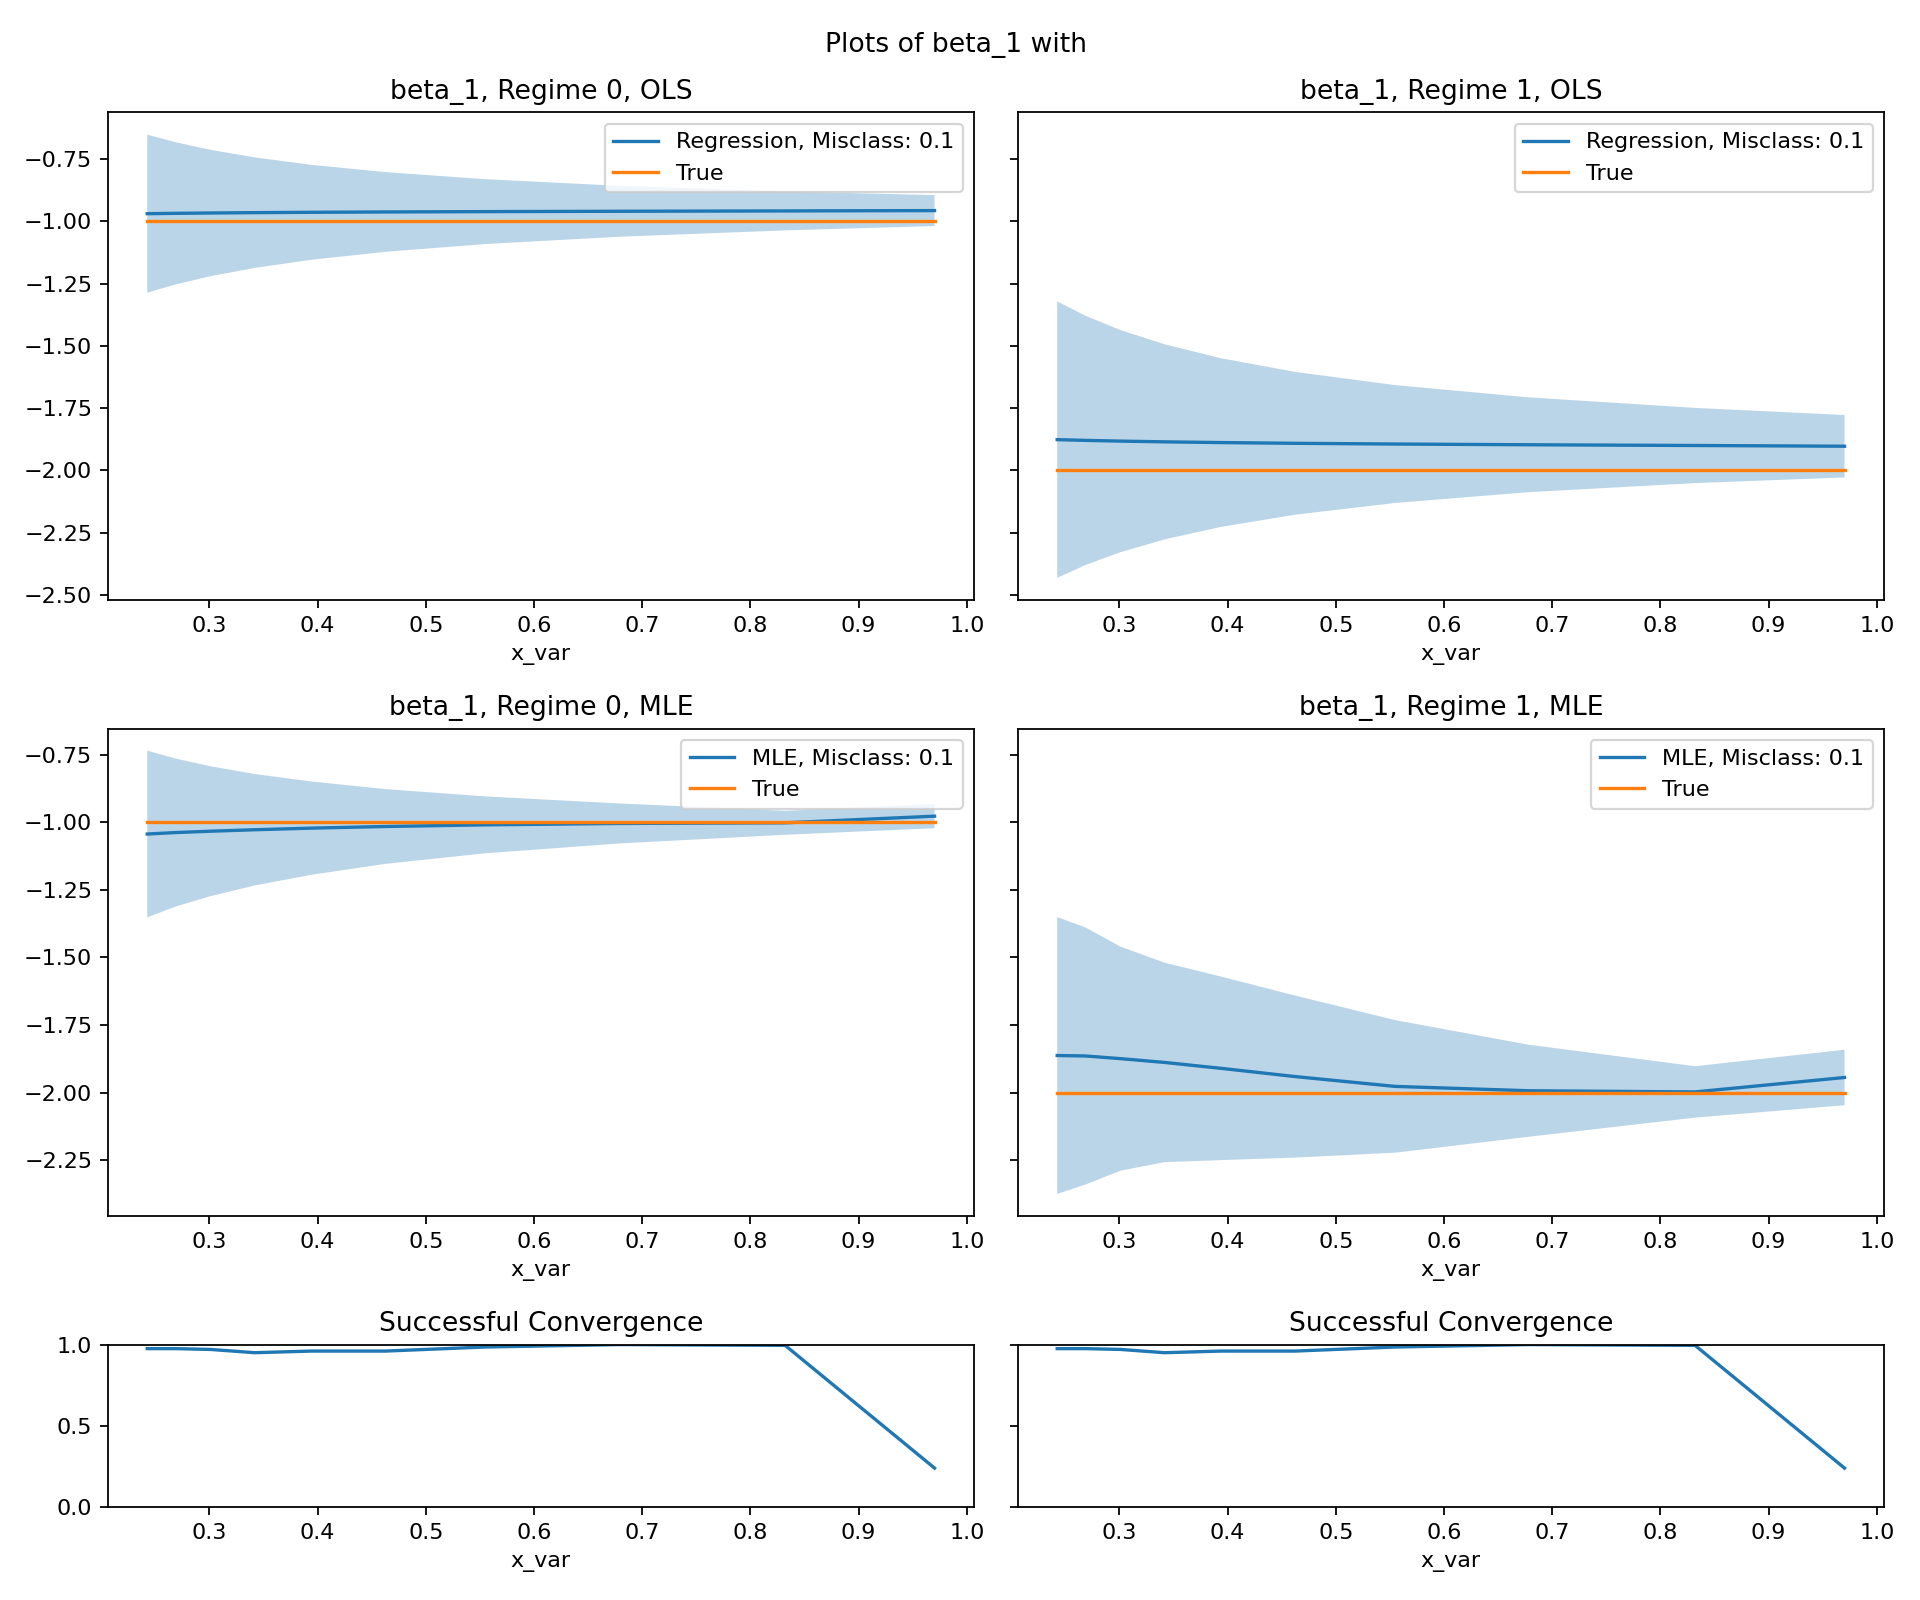 Plots of beta_1 with
beta_1, Regime 0, OLS
Regression, Misclass: 0.1
True
−0.75
−1.00
−1.25
−1.50
−1.75
−2.00
−2.25
−2.50
0.3 0.4 0.5 0.6 0.7 0.8 0.9 1.0
x_var
beta_1, Regime 1, OLS
Regression, Misclass: 0.1
True
0.3 0.4 0.5 0.6 0.7 0.8 0.9 1.0
x_var
beta_1, Regime 0, MLE
MLE, Misclass: 0.1
True
−0.75
−1.00
−1.25
−1.50
−1.75
−2.00
−2.25
0.3 0.4 0.5 0.6 0.7 0.8 0.9 1.0
x_var
beta_1, Regime 1, MLE
MLE, Misclass: 0.1
True
0.3 0.4 0.5 0.6 0.7 0.8 0.9 1.0
x_var
Successful Convergence
1.0
0.5
0.0
0.3 0.4 0.5 0.6 0.7 0.8 0.9 1.0
x_var
Successful Convergence
0.3 0.4 0.5 0.6 0.7 0.8 0.9 1.0
x_var